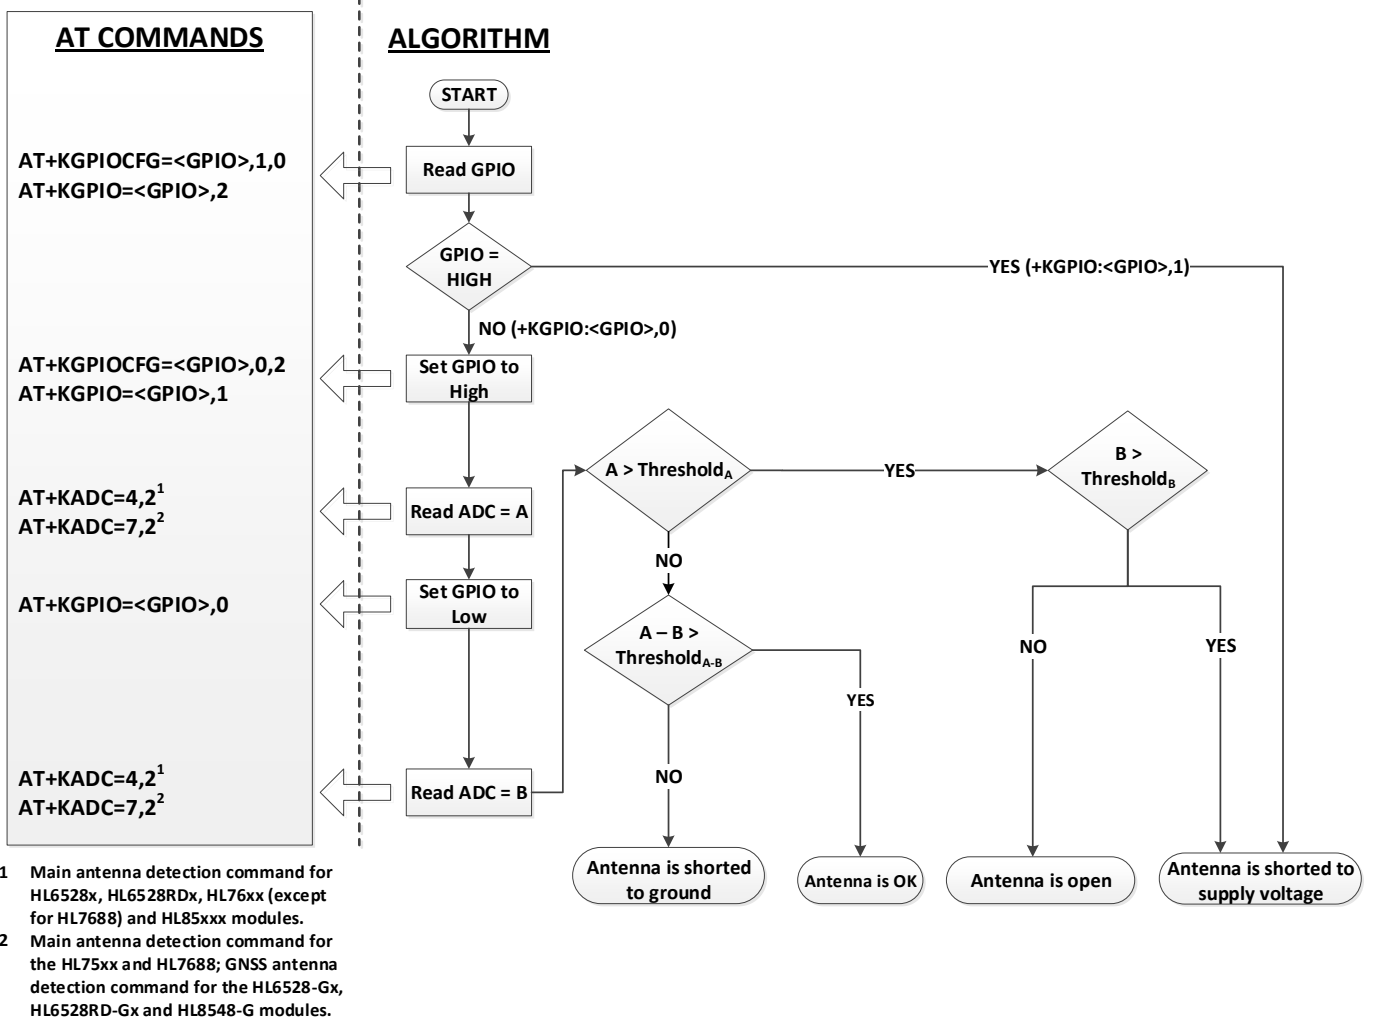 AT COMMANDS
AT+KGPIOCFG=<GPIO>,1,0
AT+KGPIO=<GPIO>,2
AT+KGPIOCFG=<GPIO>,0,2
AT+KGPIO=<GPIO>,1
AT+KADC=4,2¹
AT+KADC=7,2²
AT+KGPIO=<GPIO>,0
AT+KADC=4,2¹
AT+KADC=7,2²
ALGORITHM
START
Read GPIO
GPIO =
HIGH
YES (+KGPIO:<GPIO>,1)
NO (+KGPIO:<GPIO>,0)
Set GPIO to
High
Read ADC = A
Set GPIO to
Low
Read ADC = B
A > Threshold_A
YES
B >
Threshold_B
NO
A – B >
Threshold_A-B
YES
NO
NO
YES
Antenna is shorted
to ground
Antenna is OK
Antenna is open
Antenna is shorted to
supply voltage
1 Main antenna detection command for
HL6528x, HL6528RDx, HL76xx (except
for HL7688) and HL85xxx modules.
2 Main antenna detection command for
the HL75xx and HL7688; GNSS antenna
detection command for the HL6528-Gx,
HL6528RD-Gx and HL8548-G modules.